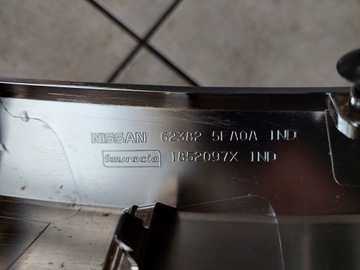 NISSAN 62382 5FA0A IND
faurecia 1852097X IND